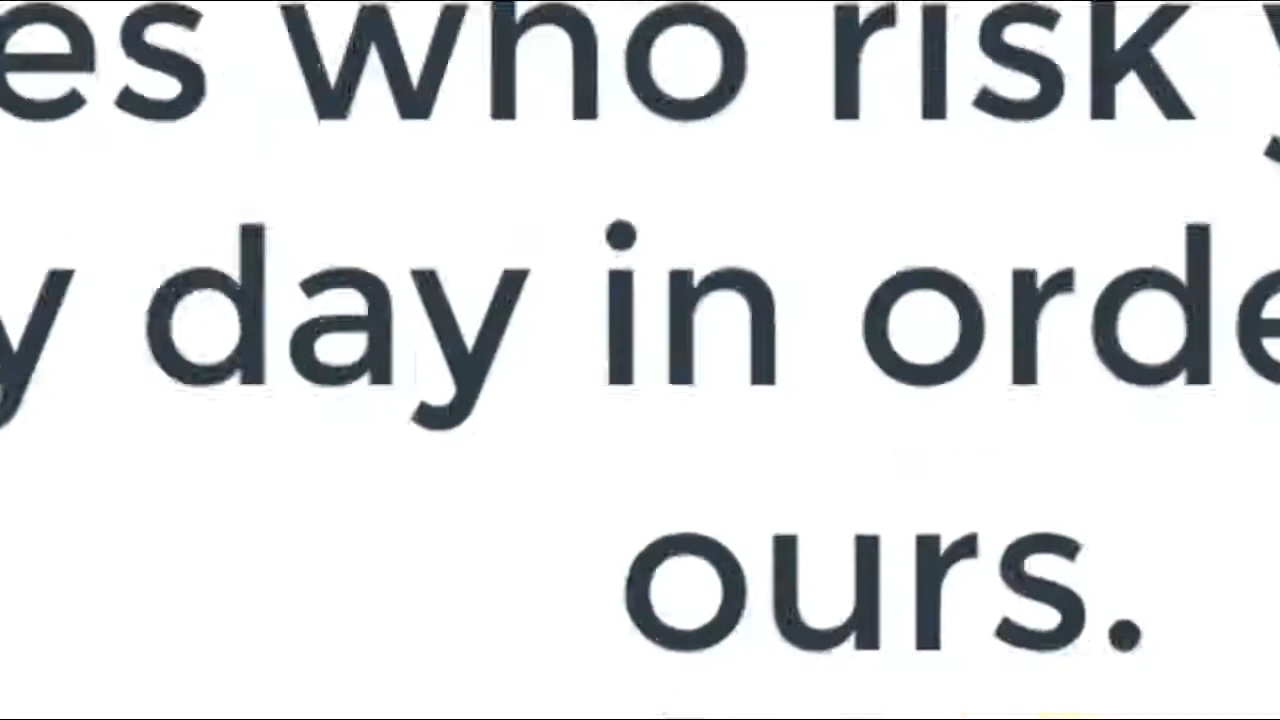 es who risk
y day in orde
ours.